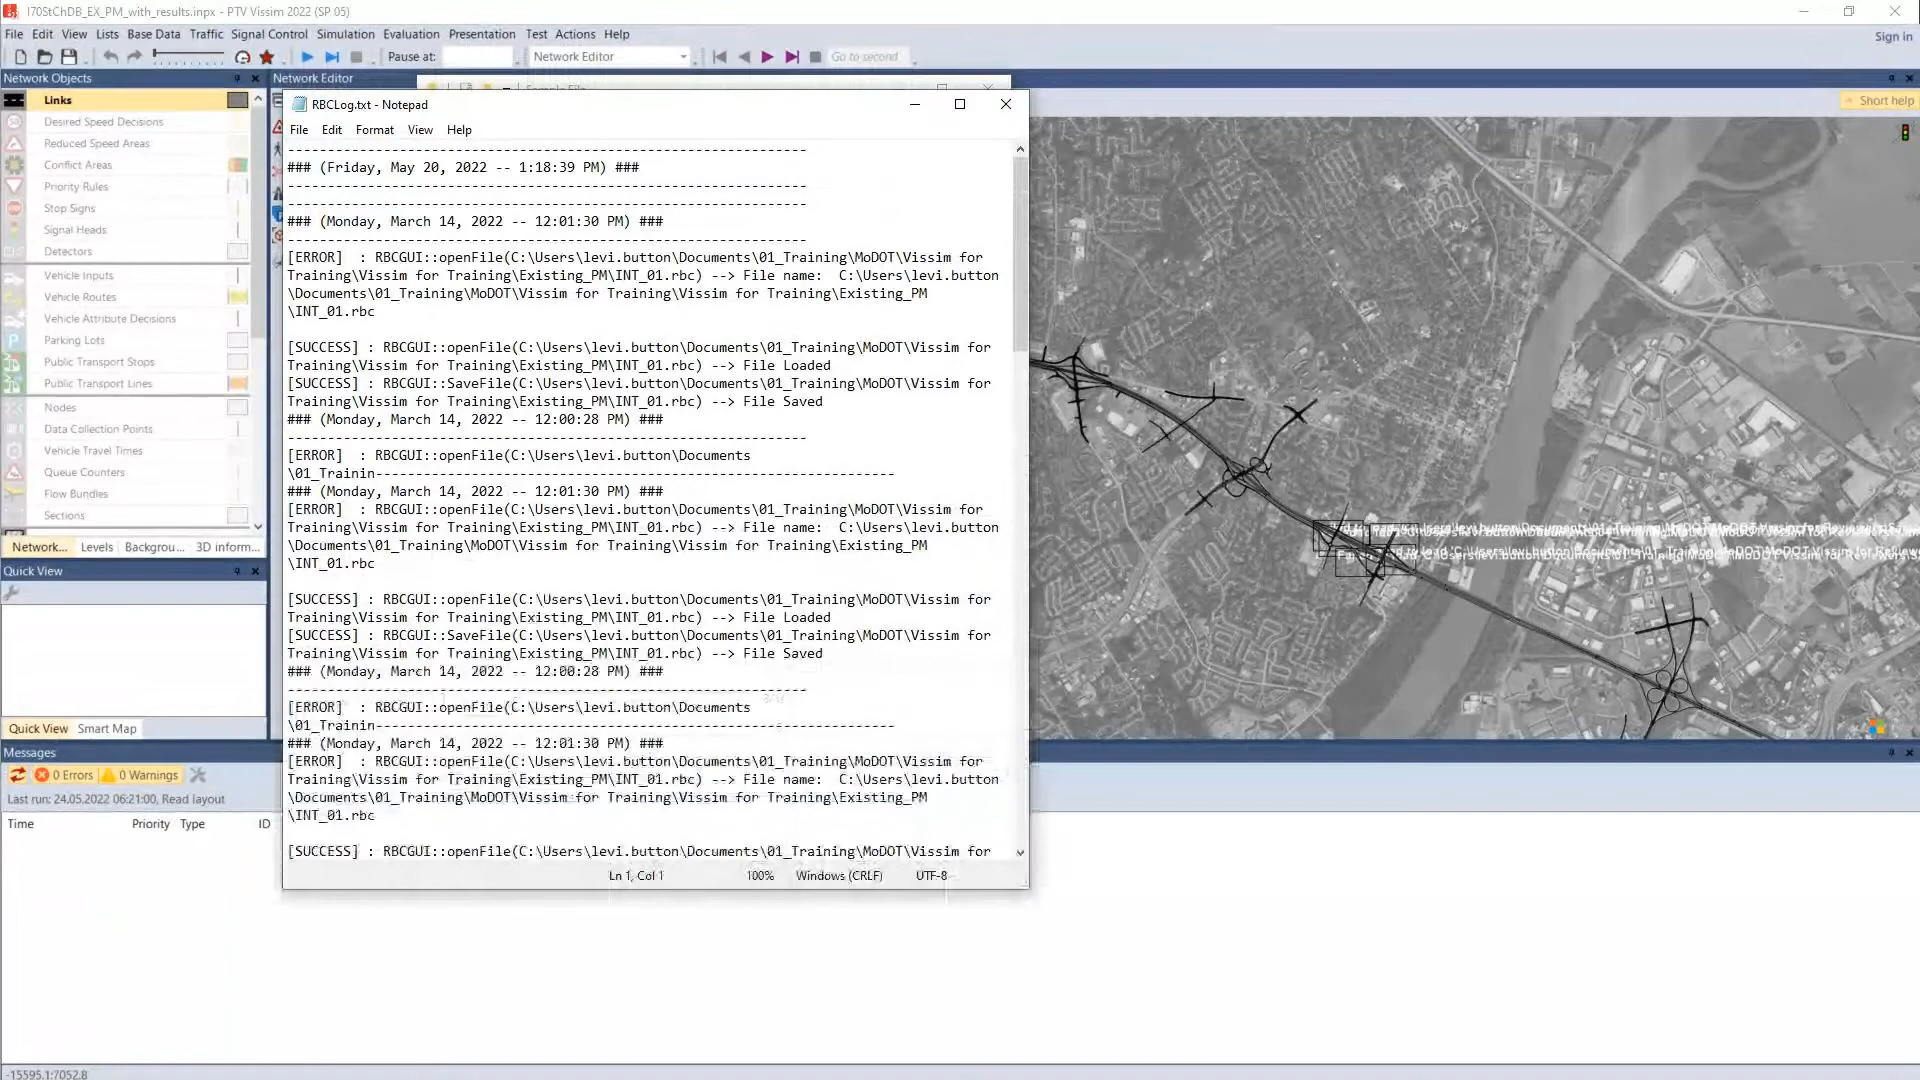 I70StChDB_EX_PM_with_results.inpx - PTV Vissim 2022 (SP 05)
File Edit View Lists Base Data Traffic Signal Control Simulation Evaluation Presentation Test Actions Help
Sign in
Pause at: Network Editor Go to second
Network Objects
Network Editor
Short help
Links
Desired Speed Decisions
Reduced Speed Areas
Conflict Areas
Priority Rules
Stop Signs
Signal Heads
Detectors
Vehicle Inputs
Vehicle Routes
Vehicle Attribute Decisions
Parking Lots
Public Transport Stops
Public Transport Lines
Nodes
Data Collection Points
Vehicle Travel Times
Queue Counters
Flow Bundles
Sections
Network... Levels Backgrou... 3D inform...
Quick View
Quick View Smart Map
Messages
0 Errors 0 Warnings
Last run: 24.05.2022 06:21:00, Read layout
Time Priority Type ID
-15595.1:7052.8
RBCLog.txt - Notepad
File Edit Format View Help
--------------------------------------------------------------------------------
### (Friday, May 20, 2022 -- 1:18:39 PM) ###
--------------------------------------------------------------------------------
--------------------------------------------------------------------------------
### (Monday, March 14, 2022 -- 12:01:30 PM) ###
--------------------------------------------------------------------------------
[ERROR]  : RBCGUI::openFile(C:\Users\levi.button\Documents\01_Training\MoDOT\Vissim for
Training\Vissim for Training\Existing_PM\INT_01.rbc) --> File name:  C:\Users\levi.button
\Documents\01_Training\MoDOT\Vissim for Training\Vissim for Training\Existing_PM
\INT_01.rbc
[SUCCESS] : RBCGUI::openFile(C:\Users\levi.button\Documents\01_Training\MoDOT\Vissim for
Training\Vissim for Training\Existing_PM\INT_01.rbc) --> File Loaded
[SUCCESS] : RBCGUI::SaveFile(C:\Users\levi.button\Documents\01_Training\MoDOT\Vissim for
Training\Vissim for Training\Existing_PM\INT_01.rbc) --> File Saved
### (Monday, March 14, 2022 -- 12:00:28 PM) ###
--------------------------------------------------------------------------------
[ERROR]  : RBCGUI::openFile(C:\Users\levi.button\Documents
\01_Trainin--------------------------------------------------------------------------------
### (Monday, March 14, 2022 -- 12:01:30 PM) ###
[ERROR]  : RBCGUI::openFile(C:\Users\levi.button\Documents\01_Training\MoDOT\Vissim for
Training\Vissim for Training\Existing_PM\INT_01.rbc) --> File name:  C:\Users\levi.button
\Documents\01_Training\MoDOT\Vissim for Training\Vissim for Training\Existing_PM
\INT_01.rbc
[SUCCESS] : RBCGUI::openFile(C:\Users\levi.button\Documents\01_Training\MoDOT\Vissim for
Training\Vissim for Training\Existing_PM\INT_01.rbc) --> File Loaded
[SUCCESS] : RBCGUI::SaveFile(C:\Users\levi.button\Documents\01_Training\MoDOT\Vissim for
Training\Vissim for Training\Existing_PM\INT_01.rbc) --> File Saved
### (Monday, March 14, 2022 -- 12:00:28 PM) ###
--------------------------------------------------------------------------------
[ERROR]  : RBCGUI::openFile(C:\Users\levi.button\Documents
\01_Trainin--------------------------------------------------------------------------------
### (Monday, March 14, 2022 -- 12:01:30 PM) ###
[ERROR]  : RBCGUI::openFile(C:\Users\levi.button\Documents\01_Training\MoDOT\Vissim for
Training\Vissim for Training\Existing_PM\INT_01.rbc) --> File name:  C:\Users\levi.button
\Documents\01_Training\MoDOT\Vissim for Training\Vissim for Training\Existing_PM
\INT_01.rbc
[SUCCESS] : RBCGUI::openFile(C:\Users\levi.button\Documents\01_Training\MoDOT\Vissim for
Ln 1, Col 1 100% Windows (CRLF) UTF-8